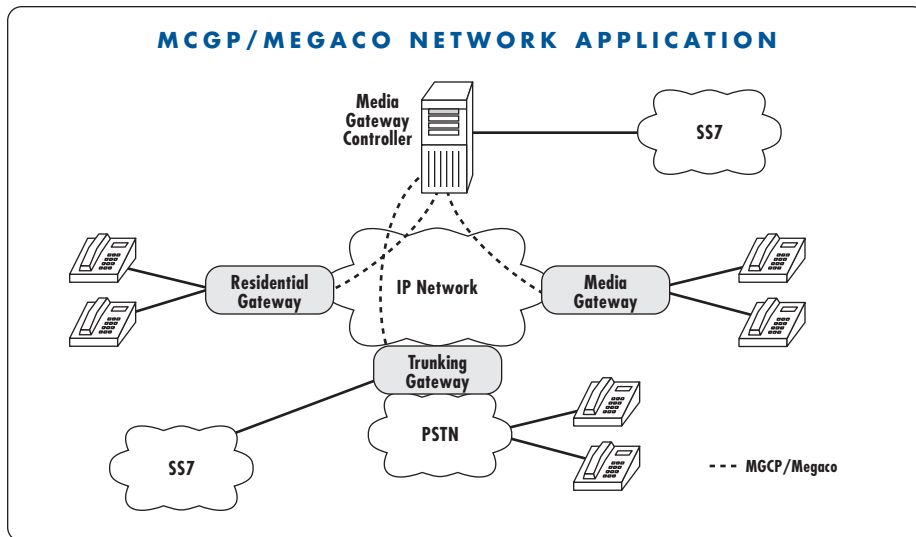 MCGP/MEGACO NETWORK APPLICATION
Media
Gateway
Controller
SS7
Residential
Gateway
IP Network
Media
Gateway
Trunking
Gateway
PSTN
SS7
MGCP/Megaco